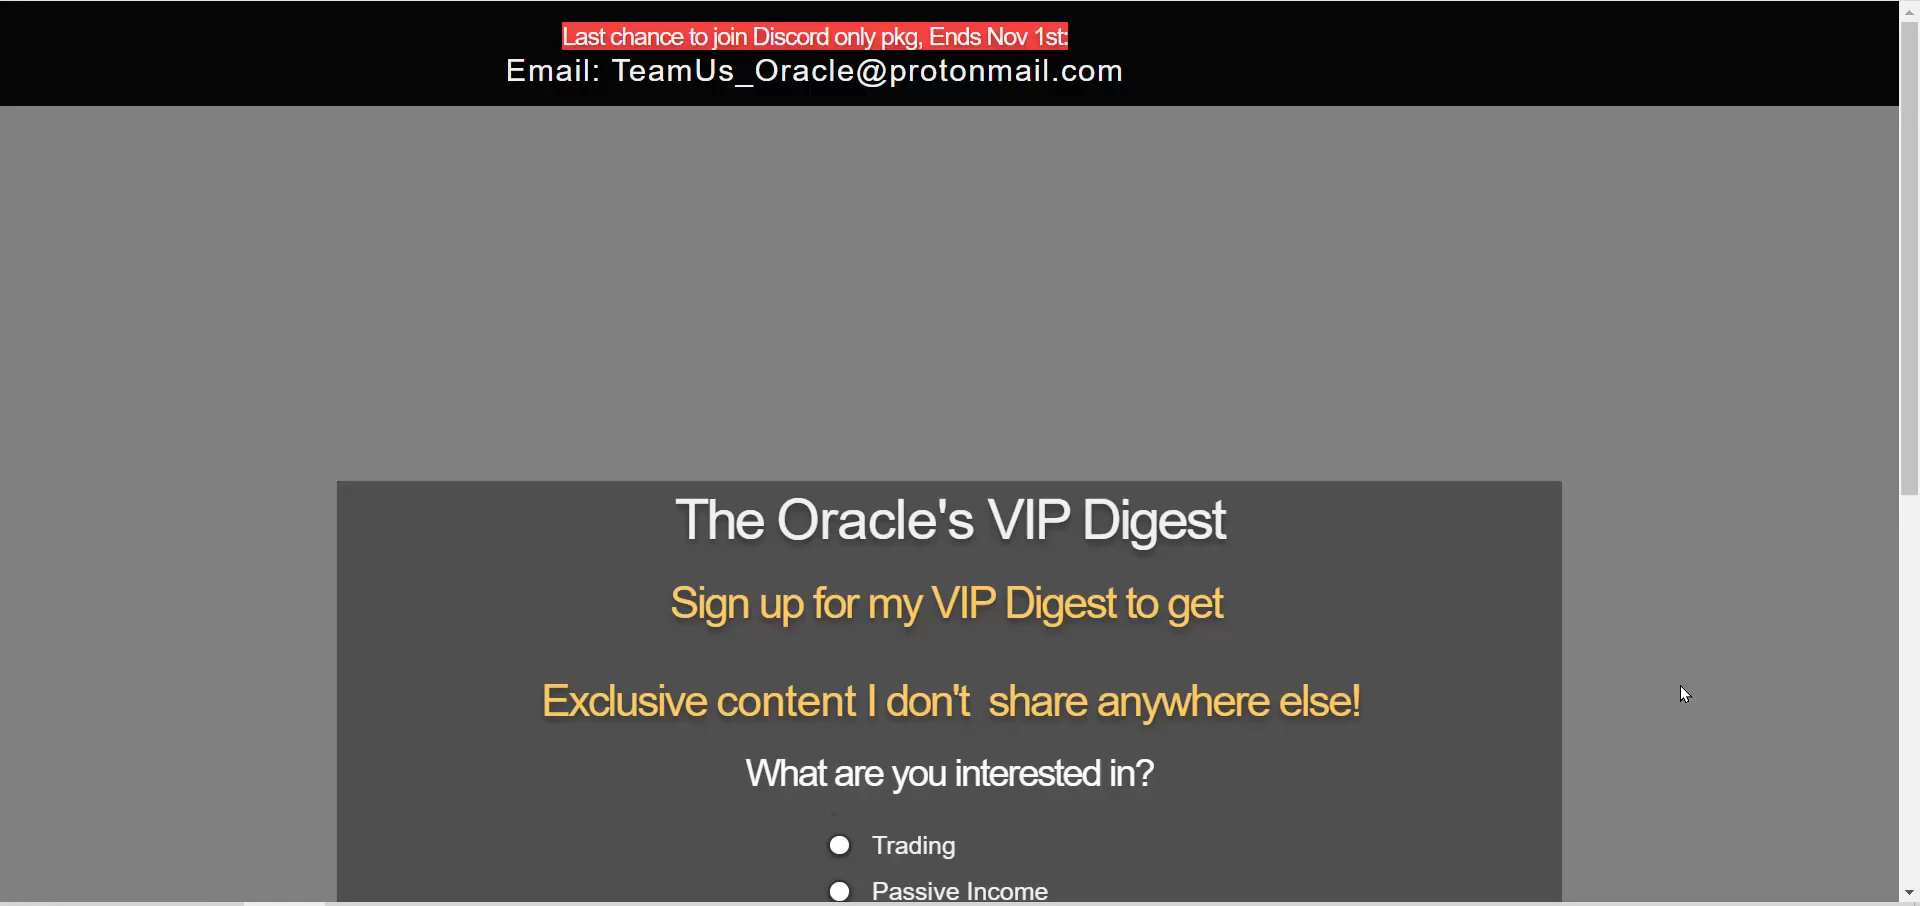 Last chance to join Discord only pkg, Ends Nov 1st:
Email: TeamUs_Oracle@protonmail.com
The Oracle's VIP Digest
Sign up for my VIP Digest to get
Exclusive content I don't share anywhere else!
What are you interested in?
Trading
Passive Income